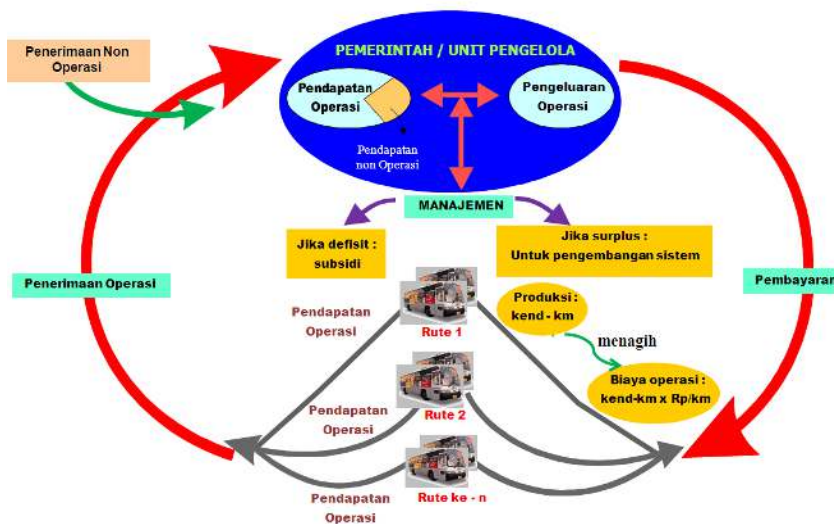 Penerimaan Non
Operasi
PEMERINTAH / UNIT PENGELOLA
Pendapatan
Operasi
Pengeluaran
Operasi
Pendapatan
non Operasi
MANAJEMEN
Jika defisit :
subsidi
Jika surplus :
Untuk pengembangan sistem
Penerimaan Operasi
Pembayaran
Pendapatan
Operasi
Rute 1
Produksi :
kend - km
menagih
Biaya operasi :
kend-km x Rp/km
Pendapatan
Operasi
Rute 2
Pendapatan
Operasi
Rute ke - n